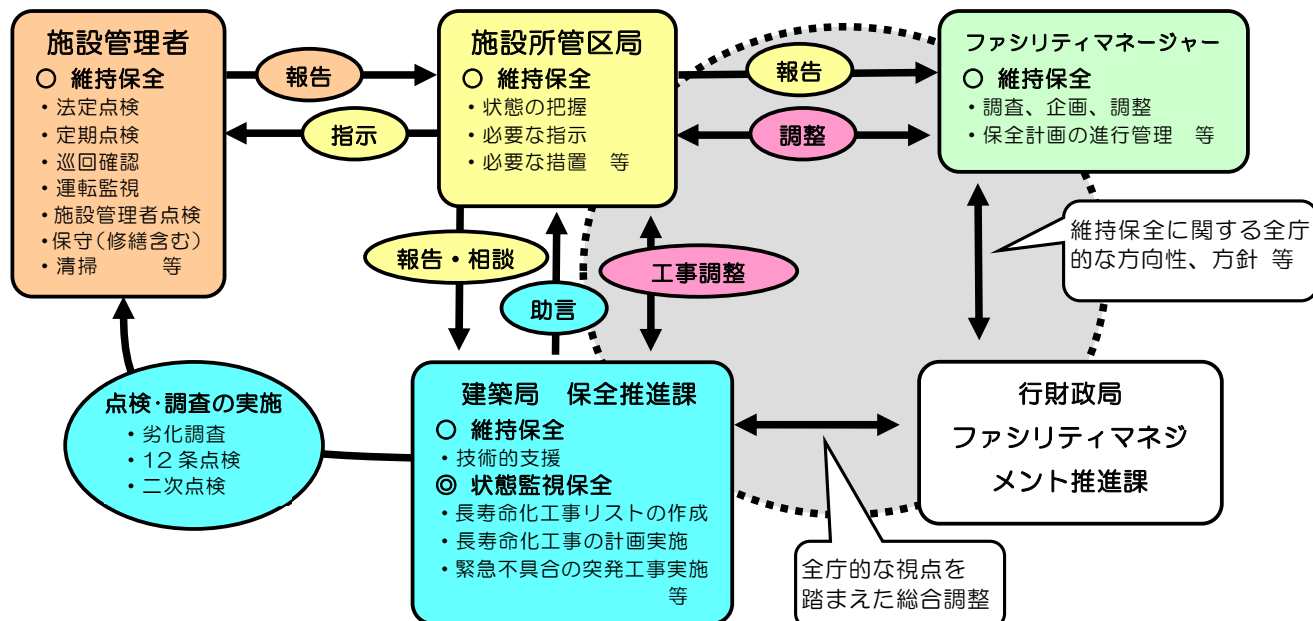 施設管理者
○ 維持保全
・法定点検
・定期点検
・巡回確認
・運転監視
・施設管理者点検
・保守(修繕含む)
・清掃　　　等
報告
指示
施設所管区局
○ 維持保全
・状態の把握
・必要な指示
・必要な措置　等
報告
調整
ファシリティマネージャー
○ 維持保全
・調査、企画、調整
・保全計画の進行管理　等
維持保全に関する全庁
的な方向性、方針 等
報告・相談
助言
工事調整
点検・調査の実施
・劣化調査
・12条点検
・二次点検
建築局　保全推進課
○ 維持保全
・技術的支援
◎ 状態監視保全
・長寿命化工事リストの作成
・長寿命化工事の計画実施
・緊急不具合の突発工事実施
等
行財政局
ファシリティマネジ
メント推進課
全庁的な視点を
踏まえた総合調整